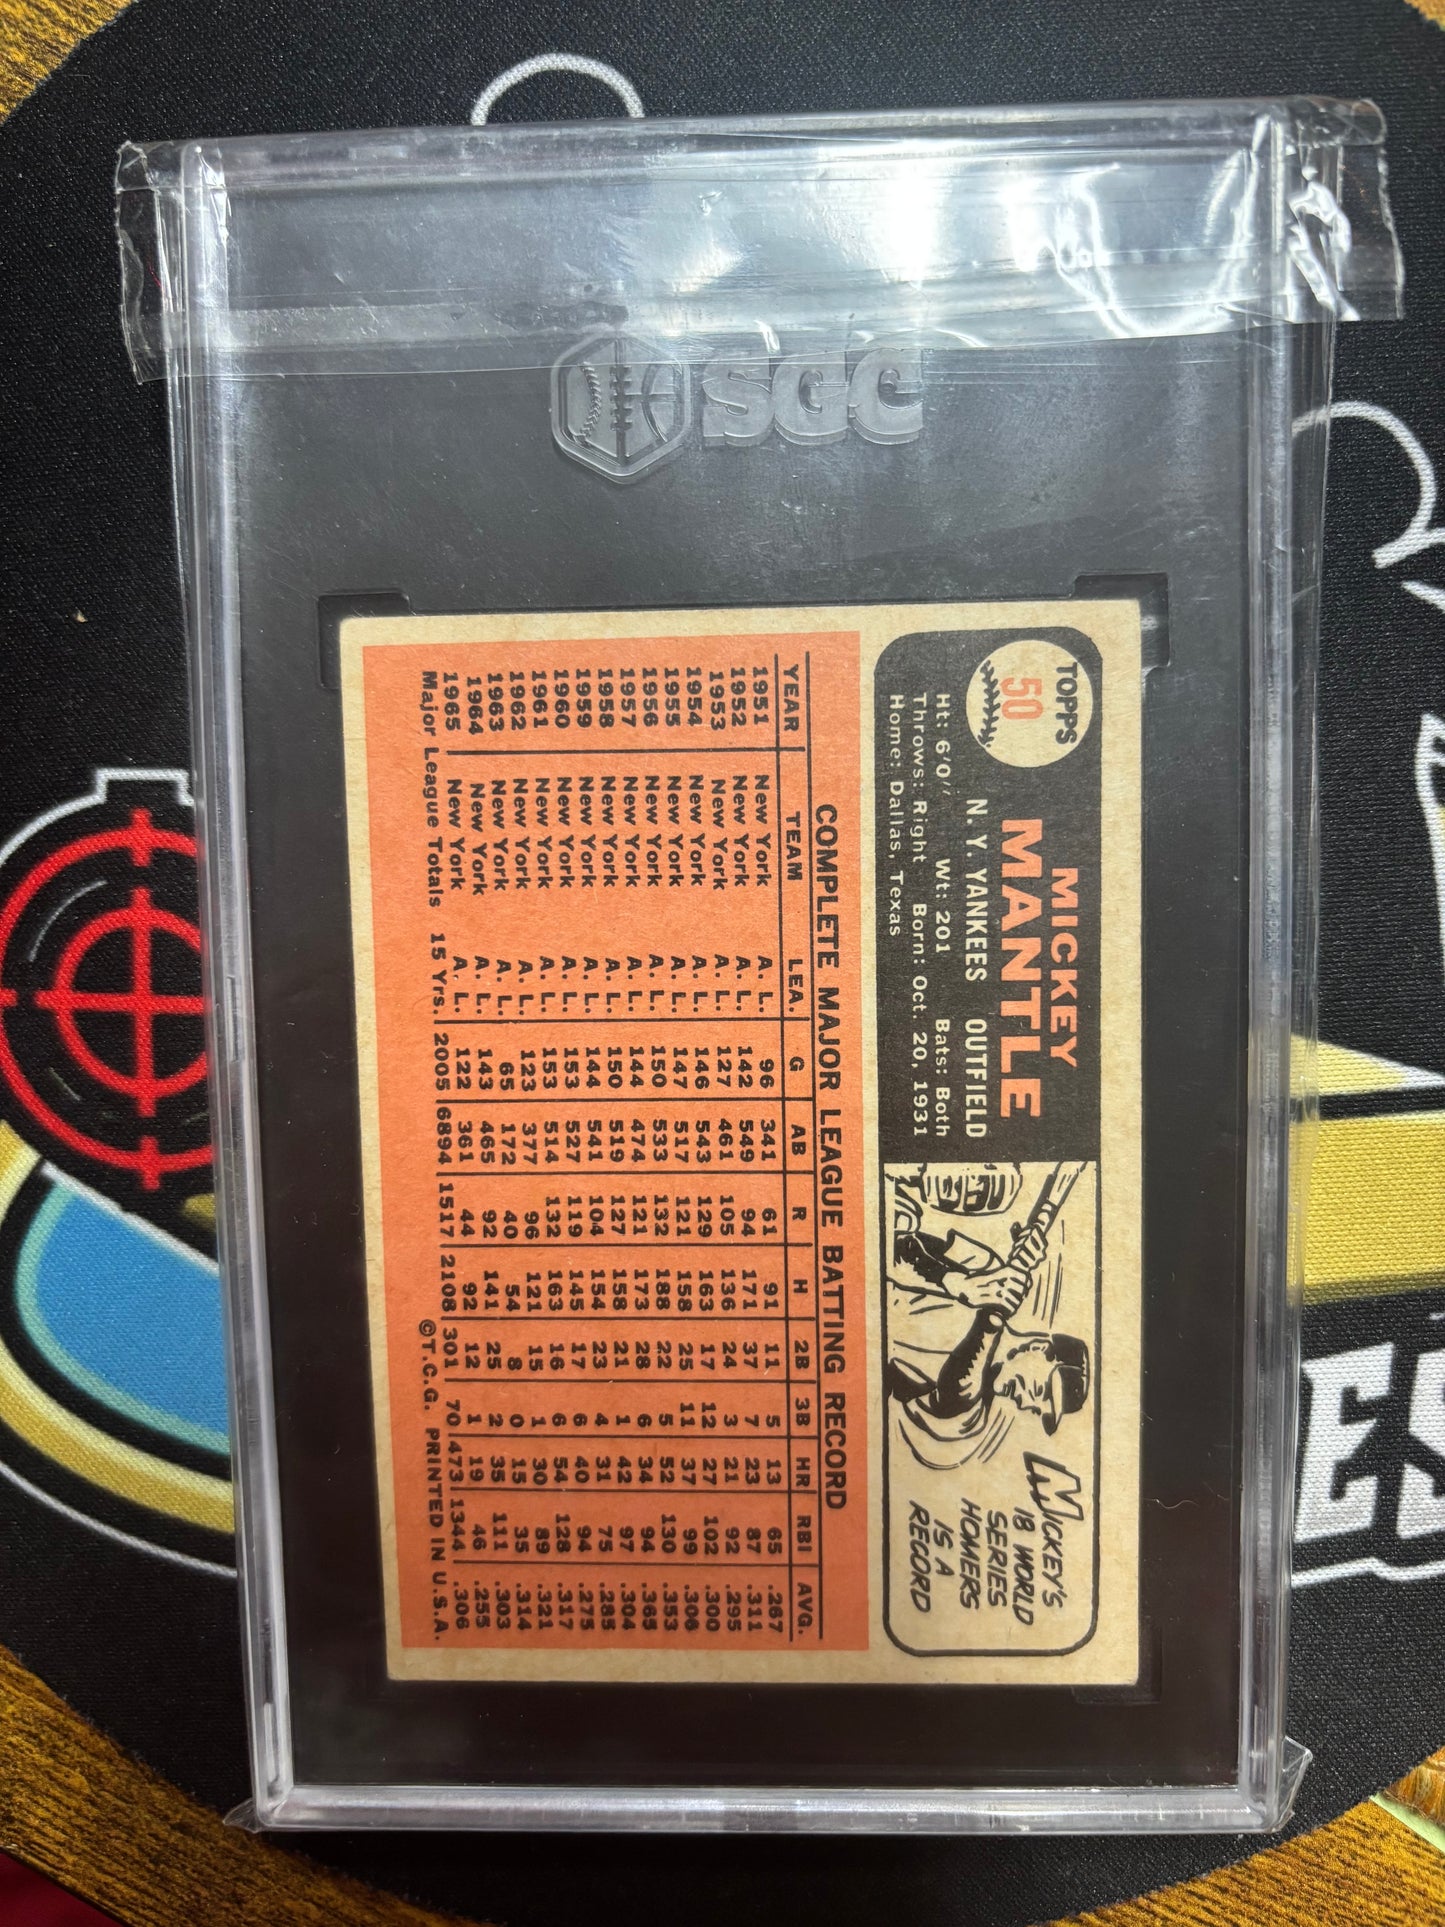 SGC
TOPPS
50
MICKEY
MANTLE
N. Y. YANKEES OUTFIELD
Ht: 6'0'' Wt: 201 Bats: Both
Throws: Right Born: Oct. 20, 1931
Home: Dallas, Texas
MICKEY'S
18 WORLD
SERIES
HOMERS
IS A
RECORD
COMPLETE MAJOR LEAGUE BATTING RECORD
YEAR TEAM LEA. G AB R H 2B 3B HR RBI AVG.
1951 New York A. L. 96 341 61 91 11 5 13 65 .267
1952 New York A. L. 142 549 94 171 37 7 23 87 .311
1953 New York A. L. 127 461 105 136 24 3 21 92 .295
1954 New York A. L. 146 543 129 163 17 12 27 102 .300
1955 New York A. L. 147 517 121 158 25 11 37 99 .306
1956 New York A. L. 150 533 132 188 22 5 52 130 .353
1957 New York A. L. 144 474 121 173 28 6 34 94 .365
1958 New York A. L. 150 519 127 158 21 1 42 97 .304
1959 New York A. L. 144 541 104 154 23 4 31 75 .285
1960 New York A. L. 153 527 119 145 17 6 40 94 .275
1961 New York A. L. 153 514 132 163 16 6 54 128 .317
1962 New York A. L. 123 377 96 121 15 1 30 89 .321
1963 New York A. L. 65 172 40 54 8 0 15 35 .314
1964 New York A. L. 143 465 92 141 25 2 35 111 .303
1965 New York A. L. 122 361 44 92 12 1 19 46 .255
Major League Totals 15 Yrs. 2005 6894 1517 2108 301 70 473 1344 .306
©T.C.G. PRINTED IN U.S.A.
ES